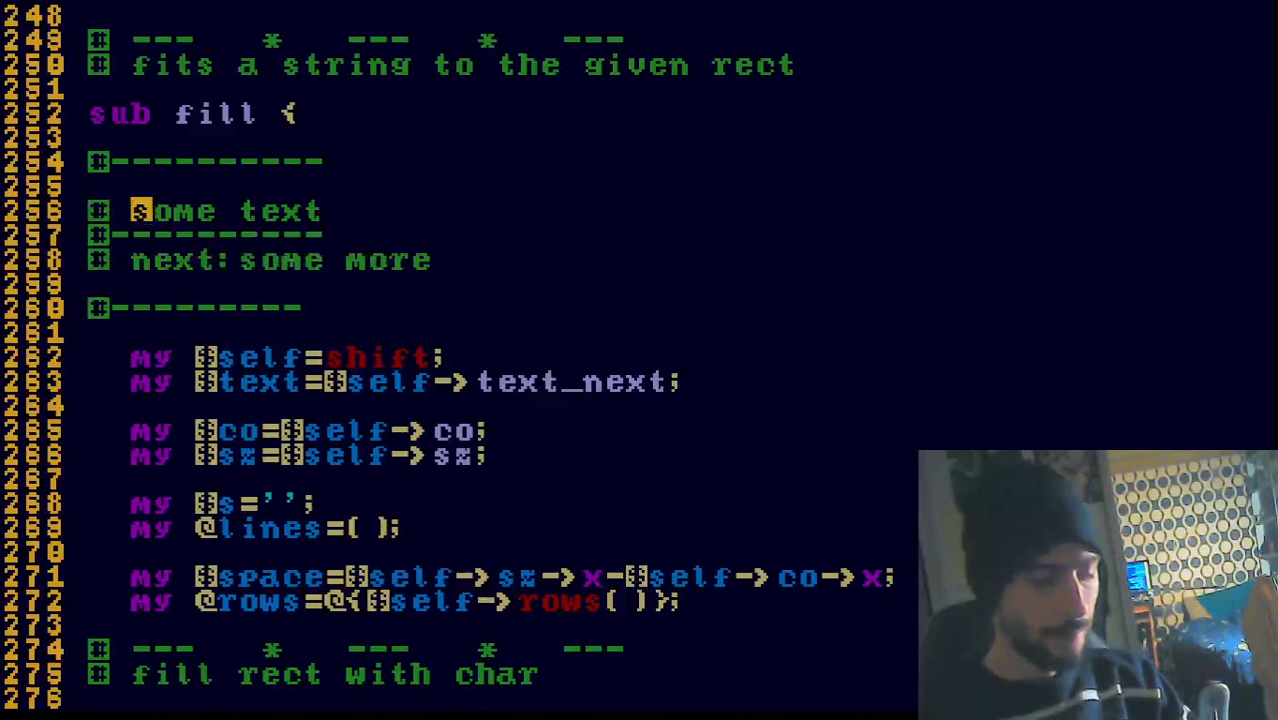 248
249 # ---   *   ---   *   ---
250 # fits a string to the given rect
251
252 sub fill {
253
254 #----------
255
256 # some text
257 #----------
258 # next:some more
259
260 #---------
261
262   my $self=shift;
263   my $text=$self->text_next;
264
265   my $co=$self->co;
266   my $sz=$self->sz;
267
268   my $s='';
269   my @lines=( );
270
271   my $space=$self->sz->x-$self->co->x;
272   my @rows=@{$self->rows( )};
273
274 # ---   *   ---   *   ---
275 # fill rect with char
276